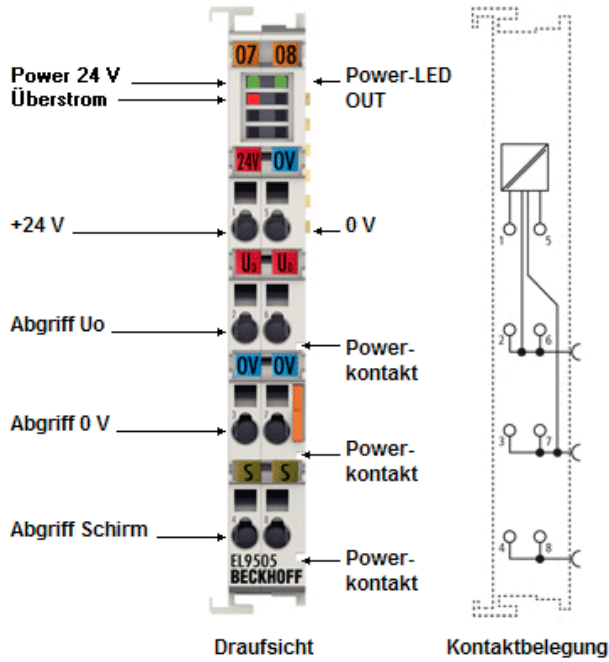 07 08
Power 24 V
Power-LED
Überstrom
OUT
24V 0V
1 5
+24 V
0 V
1 5
U₀ U₀
2 6
Abgriff Uo
Power-
kontakt
2 6
0V 0V
3 7
Abgriff 0 V
Power-
kontakt
3 7
S S
4 8
Abgriff Schirm
Power-
kontakt
4 8
EL9505
BECKHOFF
Draufsicht
Kontaktbelegung